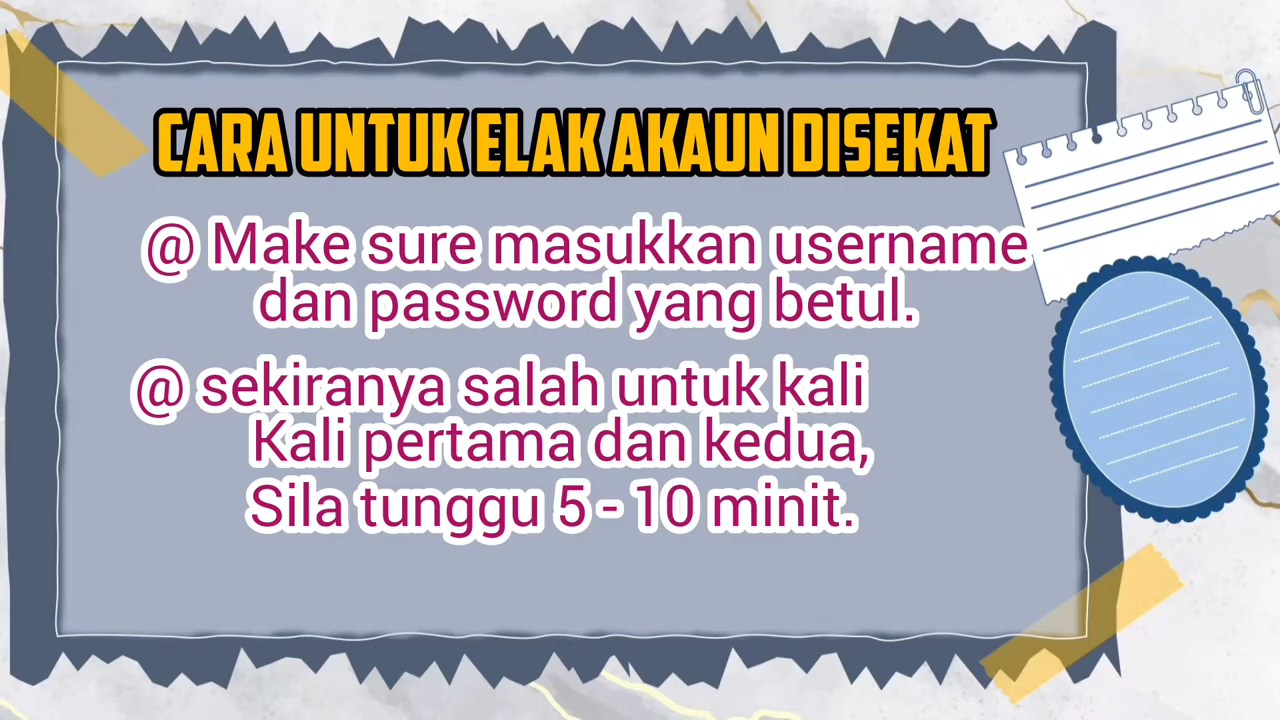 CARA UNTUK ELAK AKAUN DISEKAT
@ Make sure masukkan username
dan password yang betul.
@ sekiranya salah untuk kali
Kali pertama dan kedua,
Sila tunggu 5 - 10 minit.